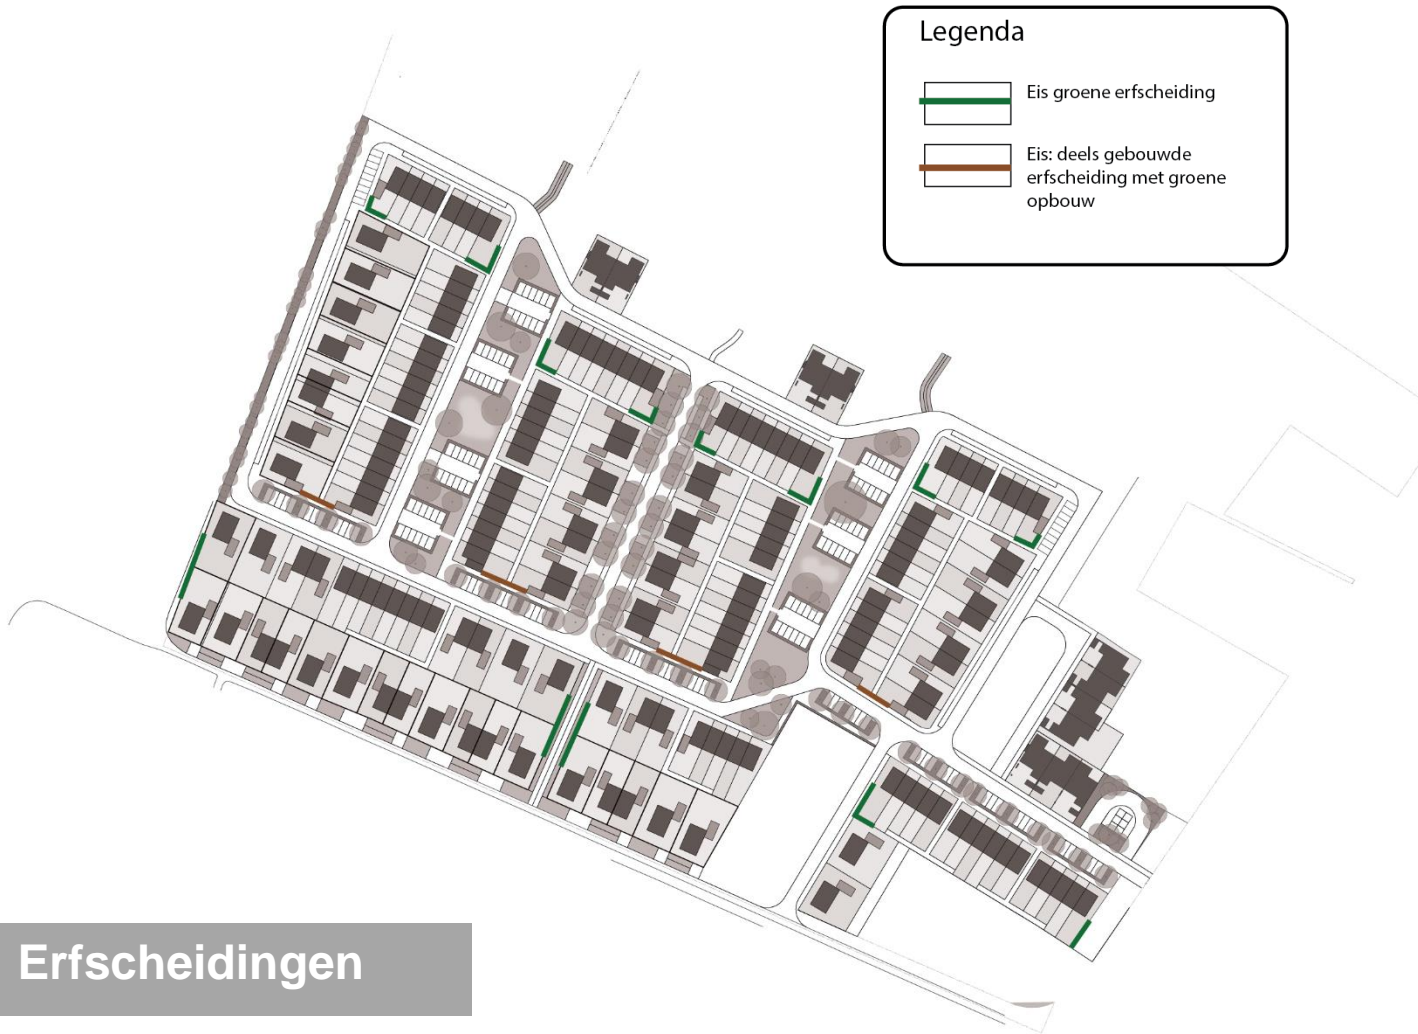 Legenda
Eis groene erfscheiding
Eis: deels gebouwde
erfscheiding met groene
opbouw
Erfscheidingen